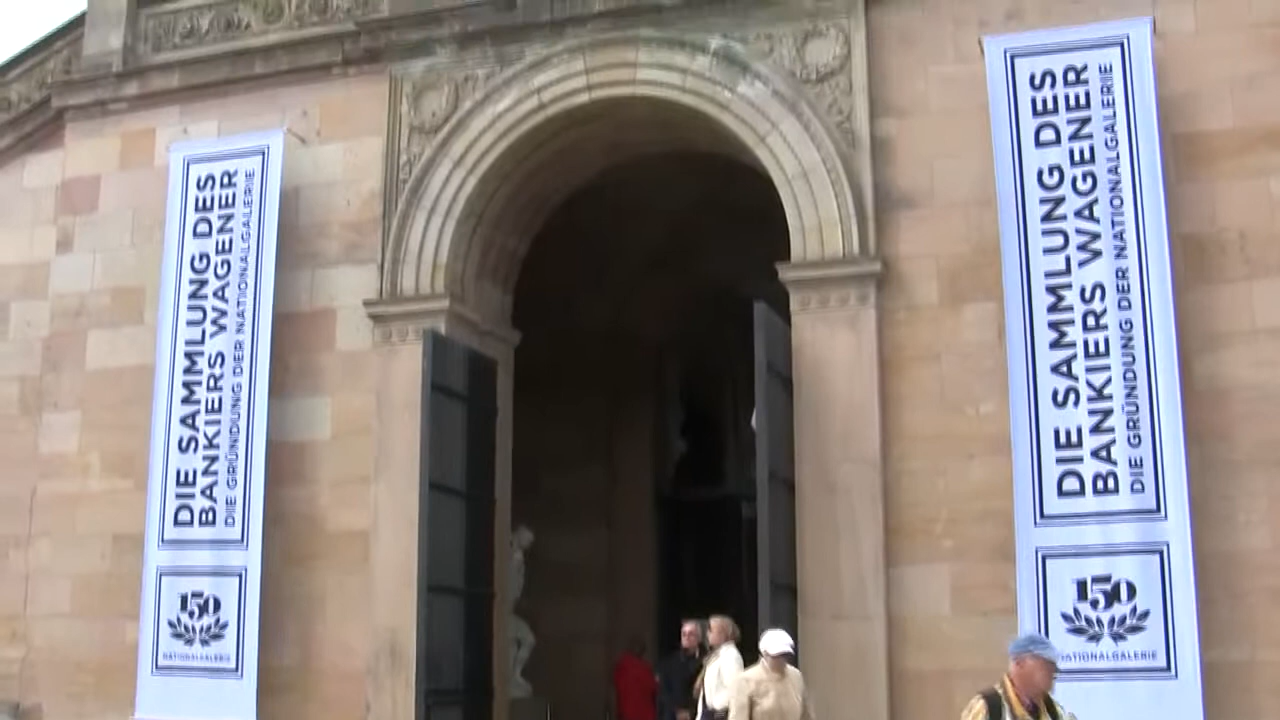 DIE SAMMLUNG DES
BANKIERS WAGENER
DIE GRÜNDUNG DER NATIONALGALERIE
150
NATIONALGALERIE
DIE SAMMLUNG DES
BANKIERS WAGENER
DIE GRÜNDUNG DER NATIONALGALERIE
150
NATIONALGALERIE